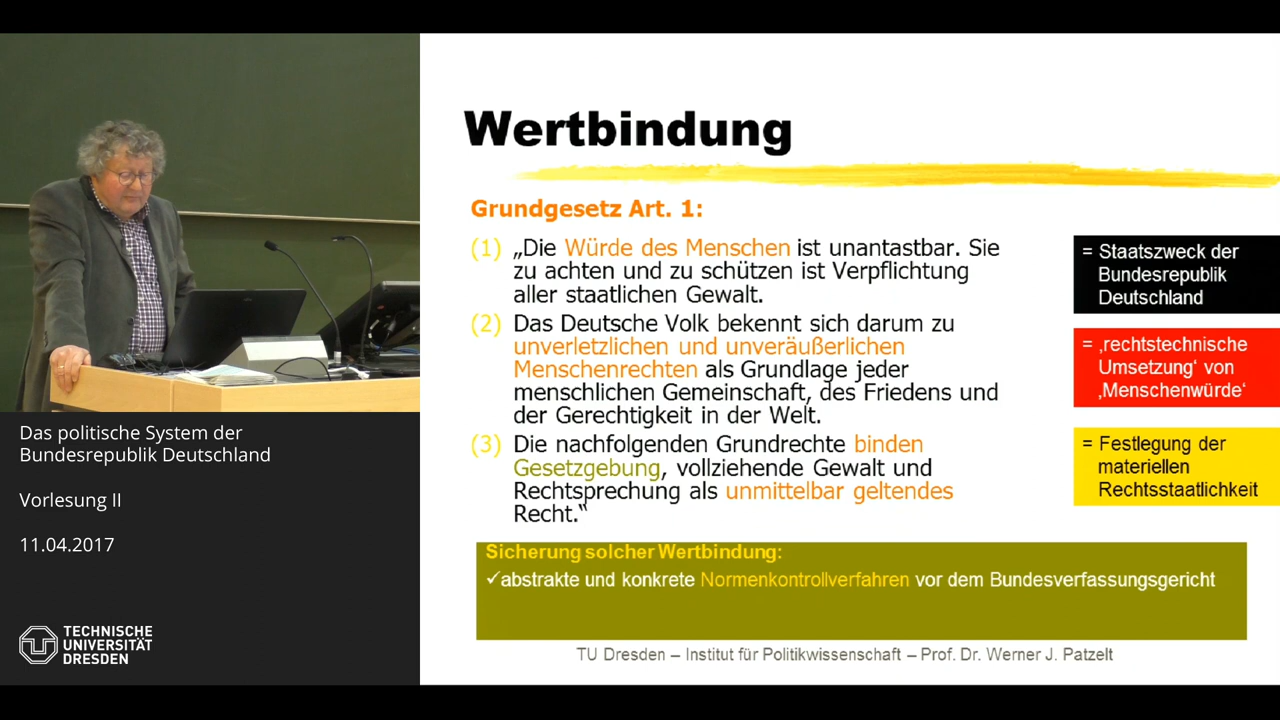 Wertbindung
Grundgesetz Art. 1:
(1) „Die Würde des Menschen ist unantastbar. Sie
zu achten und zu schützen ist Verpflichtung
aller staatlichen Gewalt.
(2) Das Deutsche Volk bekennt sich darum zu
unverletzlichen und unveräußerlichen
Menschenrechten als Grundlage jeder
menschlichen Gemeinschaft, des Friedens und
der Gerechtigkeit in der Welt.
(3) Die nachfolgenden Grundrechte binden
Gesetzgebung, vollziehende Gewalt und
Rechtsprechung als unmittelbar geltendes
Recht.“
= Staatszweck der
Bundesrepublik
Deutschland
= ‚rechtstechnische
Umsetzung‘ von
‚Menschenwürde‘
= Festlegung der
materiellen
Rechtsstaatlichkeit
Sicherung solcher Wertbindung:
✓abstrakte und konkrete Normenkontrollverfahren vor dem Bundesverfassungsgericht
TU Dresden – Institut für Politikwissenschaft – Prof. Dr. Werner J. Patzelt
Das politische System der
Bundesrepublik Deutschland
Vorlesung II
11.04.2017
TECHNISCHE
UNIVERSITÄT
DRESDEN